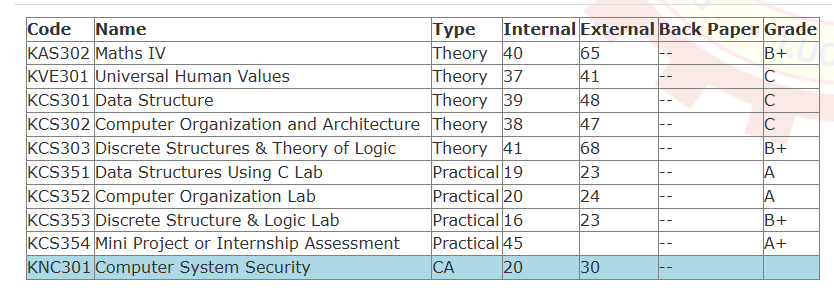 Code Name Type Internal External Back Paper Grade
KAS302 Maths IV Theory 40 65 -- B+
KVE301 Universal Human Values Theory 37 41 -- C
KCS301 Data Structure Theory 39 48 -- C
KCS302 Computer Organization and Architecture Theory 38 47 -- C
KCS303 Discrete Structures & Theory of Logic Theory 41 68 -- B+
KCS351 Data Structures Using C Lab Practical 19 23 -- A
KCS352 Computer Organization Lab Practical 20 24 -- A
KCS353 Discrete Structure & Logic Lab Practical 16 23 -- B+
KCS354 Mini Project or Internship Assessment Practical 45 -- A+
KNC301 Computer System Security CA 20 30 --